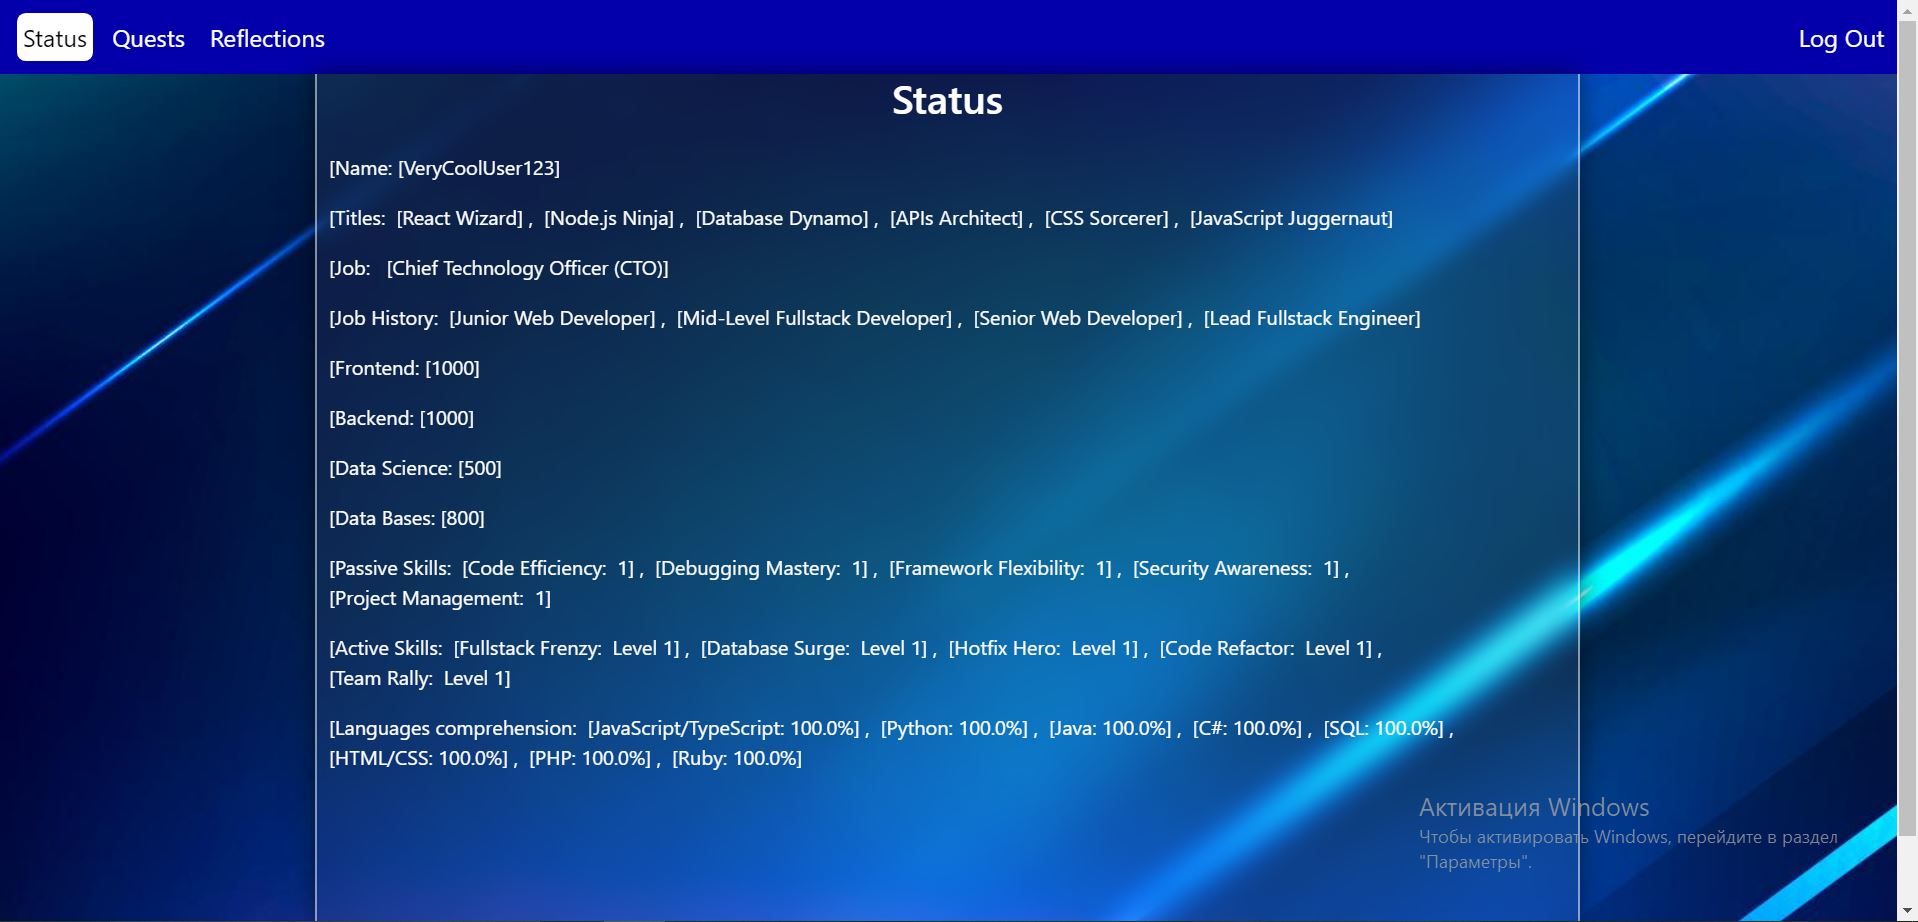 Status Quests Reflections Log Out
Status
[Name: [VeryCoolUser123]
[Titles: [React Wizard] , [Node.js Ninja] , [Database Dynamo] , [APIs Architect] , [CSS Sorcerer] , [JavaScript Juggernaut]
[Job: [Chief Technology Officer (CTO)]
[Job History: [Junior Web Developer] , [Mid-Level Fullstack Developer] , [Senior Web Developer] , [Lead Fullstack Engineer]
[Frontend: [1000]
[Backend: [1000]
[Data Science: [500]
[Data Bases: [800]
[Passive Skills: [Code Efficiency: 1] , [Debugging Mastery: 1] , [Framework Flexibility: 1] , [Security Awareness: 1] ,
[Project Management: 1]
[Active Skills: [Fullstack Frenzy: Level 1] , [Database Surge: Level 1] , [Hotfix Hero: Level 1] , [Code Refactor: Level 1] ,
[Team Rally: Level 1]
[Languages comprehension: [JavaScript/TypeScript: 100.0%] , [Python: 100.0%] , [Java: 100.0%] , [C#: 100.0%] , [SQL: 100.0%] ,
[HTML/CSS: 100.0%] , [PHP: 100.0%] , [Ruby: 100.0%]
Активация Windows
Чтобы активировать Windows, перейдите в раздел
"Параметры".